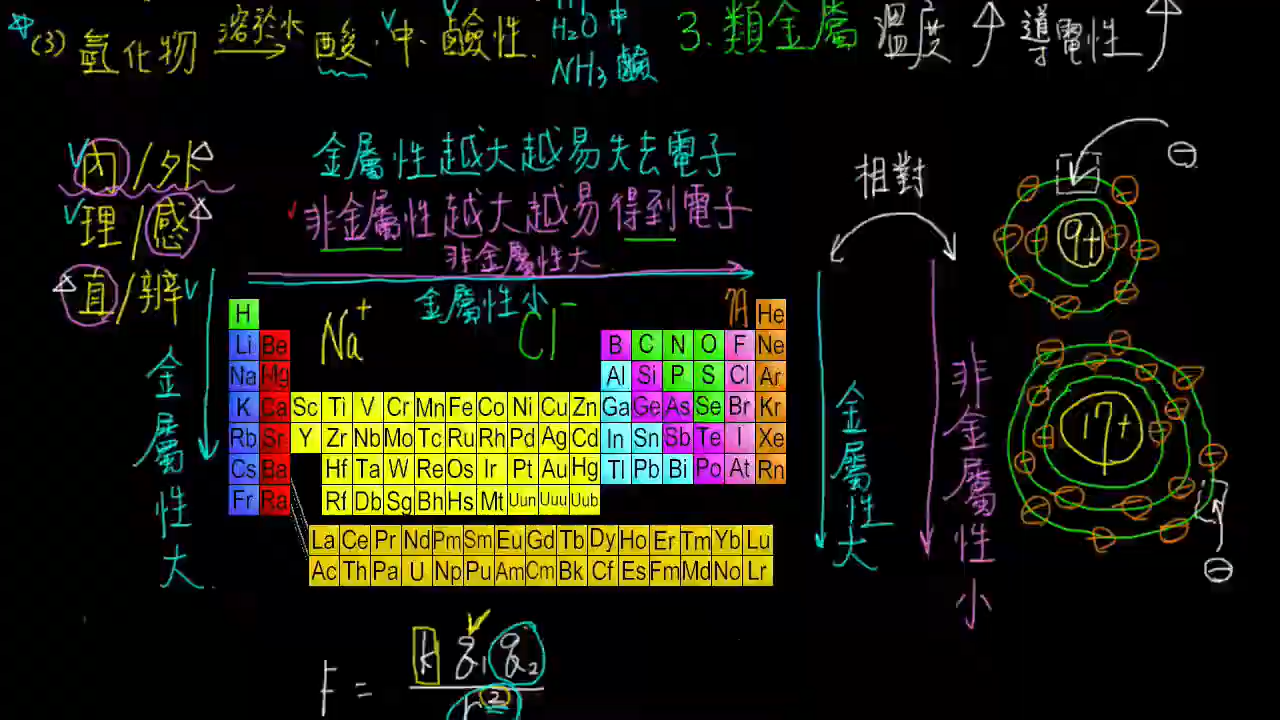 (3) 氫化物 溶於水 酸.中.鹼性. H₂O中 NH₃鹼
3.類金屬 溫度↑ 導電性↑
內/外
理/感
直/辨
金屬性越大越易失去電子
非金屬性越大越易得到電子
非金屬性大
金屬性小
相對
9+
17+
Na⁺
Cl⁻
7A
金屬性大
H He
Li Be B C N O F Ne
Na Mg Al Si P S Cl Ar
K Ca Sc Ti V Cr Mn Fe Co Ni Cu Zn Ga Ge As Se Br Kr
Rb Sr Y Zr Nb Mo Tc Ru Rh Pd Ag Cd In Sn Sb Te I Xe
Cs Ba Hf Ta W Re Os Ir Pt Au Hg Tl Pb Bi Po At Rn
Fr Ra Rf Db Sg Bh Hs Mt Uun Uuu Uub
La Ce Pr Nd Pm Sm Eu Gd Tb Dy Ho Er Tm Yb Lu
Ac Th Pa U Np Pu Am Cm Bk Cf Es Fm Md No Lr
金屬性大
非金屬性小
F = k q₁ q₂ / r²